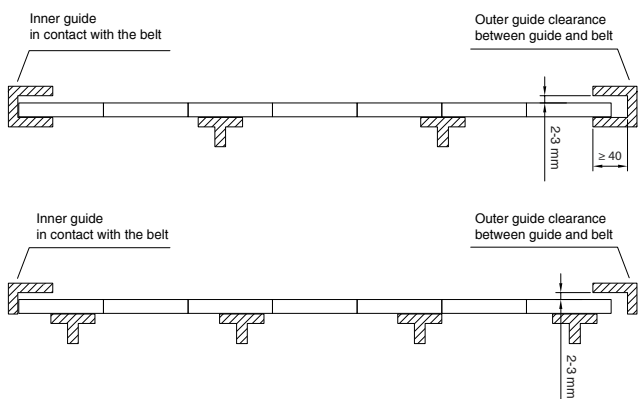 Inner guide
in contact with the belt
Outer guide clearance
between guide and belt
2-3 mm
≥ 40
Inner guide
in contact with the belt
Outer guide clearance
between guide and belt
2-3 mm